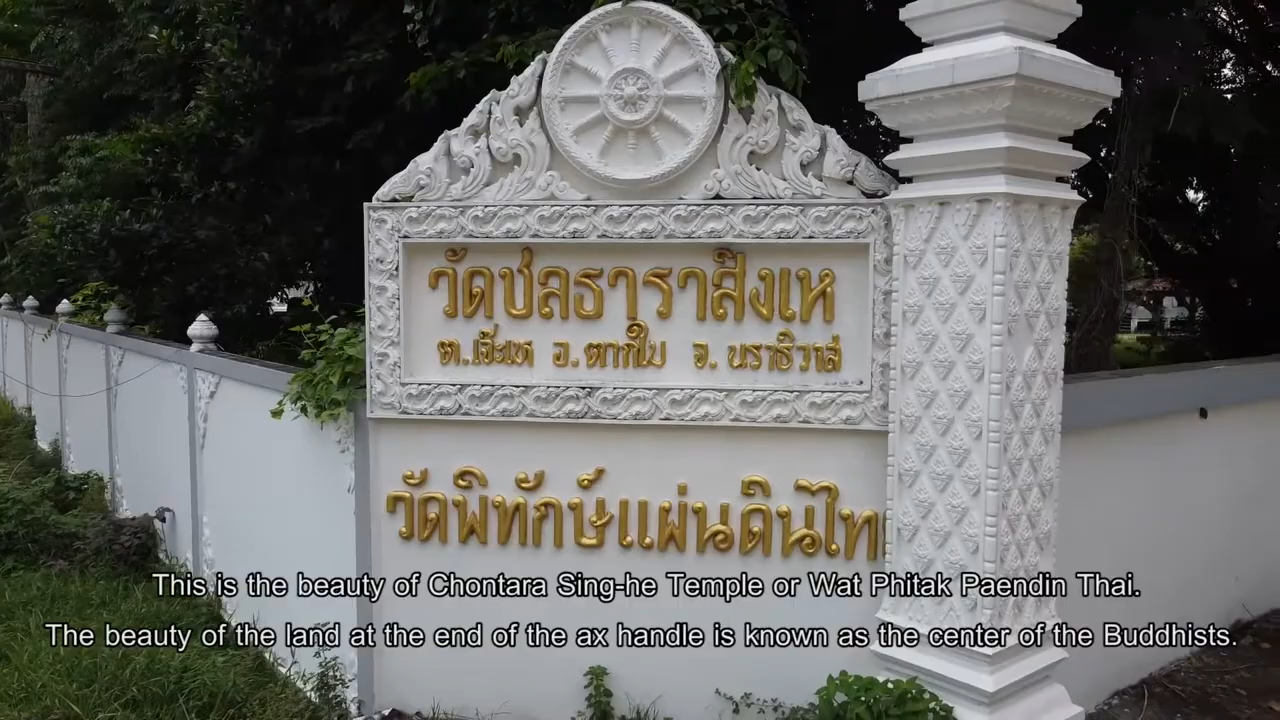 วัดชลธาราสิงเห
ต.เจ๊ะเห อ.ตากใบ จ.นราธิวาส
วัดพิทักษ์แผ่นดินไทย
This is the beauty of Chontara Sing-he Temple or Wat Phitak Paendin Thai.
The beauty of the land at the end of the ax handle is known as the center of the Buddhists.